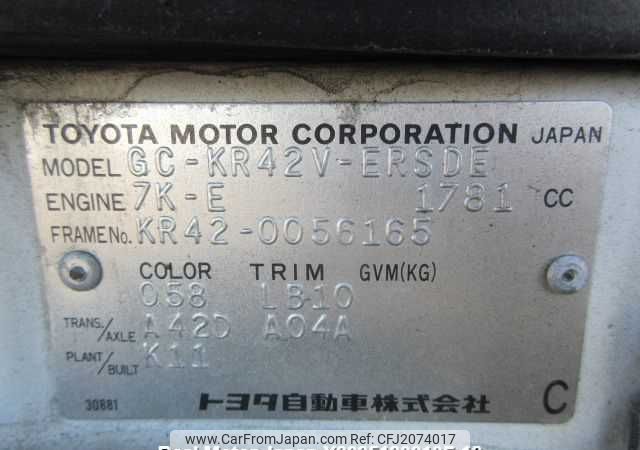 TOYOTA MOTOR CORPORATION JAPAN
MODEL GC-KR42V-ERSDE
ENGINE 7K-E 1781 CC
FRAME No. KR42-0056165
COLOR TRIM GVM(KG)
058 LB10
TRANS./AXLE A42D A04A
PLANT/BUILT K11
30681 トヨタ自動車株式会社 C
www.CarFromJapan.com | CFJ2074017